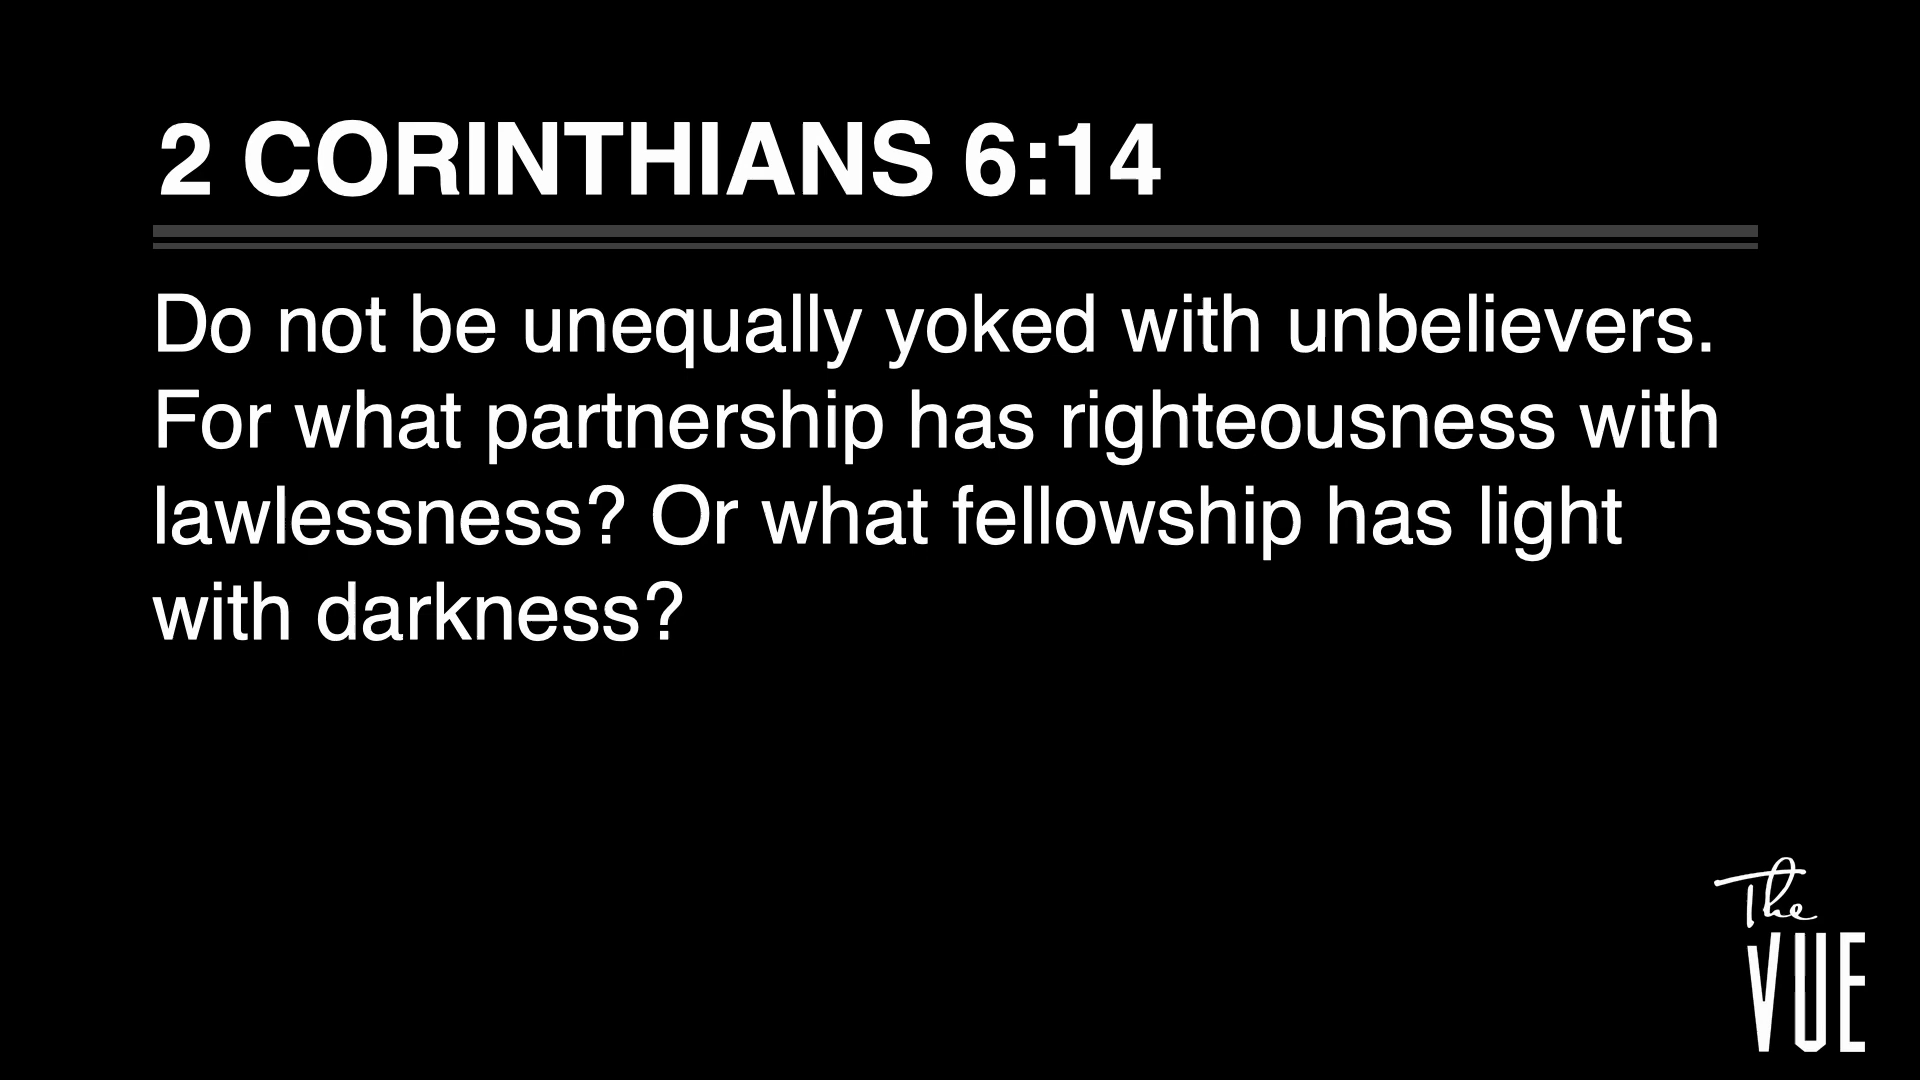 2 CORINTHIANS 6:14
Do not be unequally yoked with unbelievers.
For what partnership has righteousness with
lawlessness? Or what fellowship has light
with darkness?
The
VUE